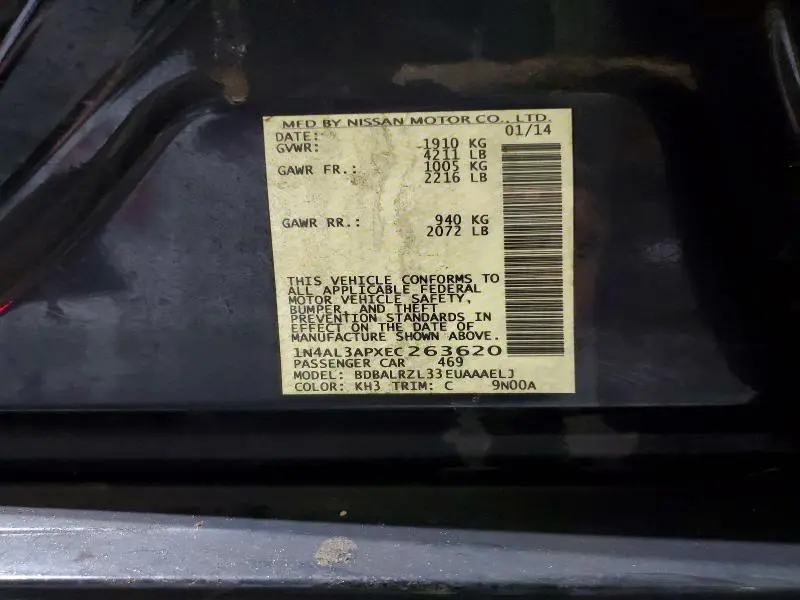 MFD BY NISSAN MOTOR CO., LTD.
DATE: 01/14
GVWR: 1910 KG
4211 LB
GAWR FR.: 1005 KG
2216 LB
GAWR RR.: 940 KG
2072 LB
THIS VEHICLE CONFORMS TO
ALL APPLICABLE FEDERAL
MOTOR VEHICLE SAFETY,
BUMPER, AND THEFT
PREVENTION STANDARDS IN
EFFECT ON THE DATE OF
MANUFACTURE SHOWN ABOVE.
1N4AL3APXEC263620
PASSENGER CAR 469
MODEL: BDBALRZL33EUAAAELJ
COLOR: KH3 TRIM: C 9N00A